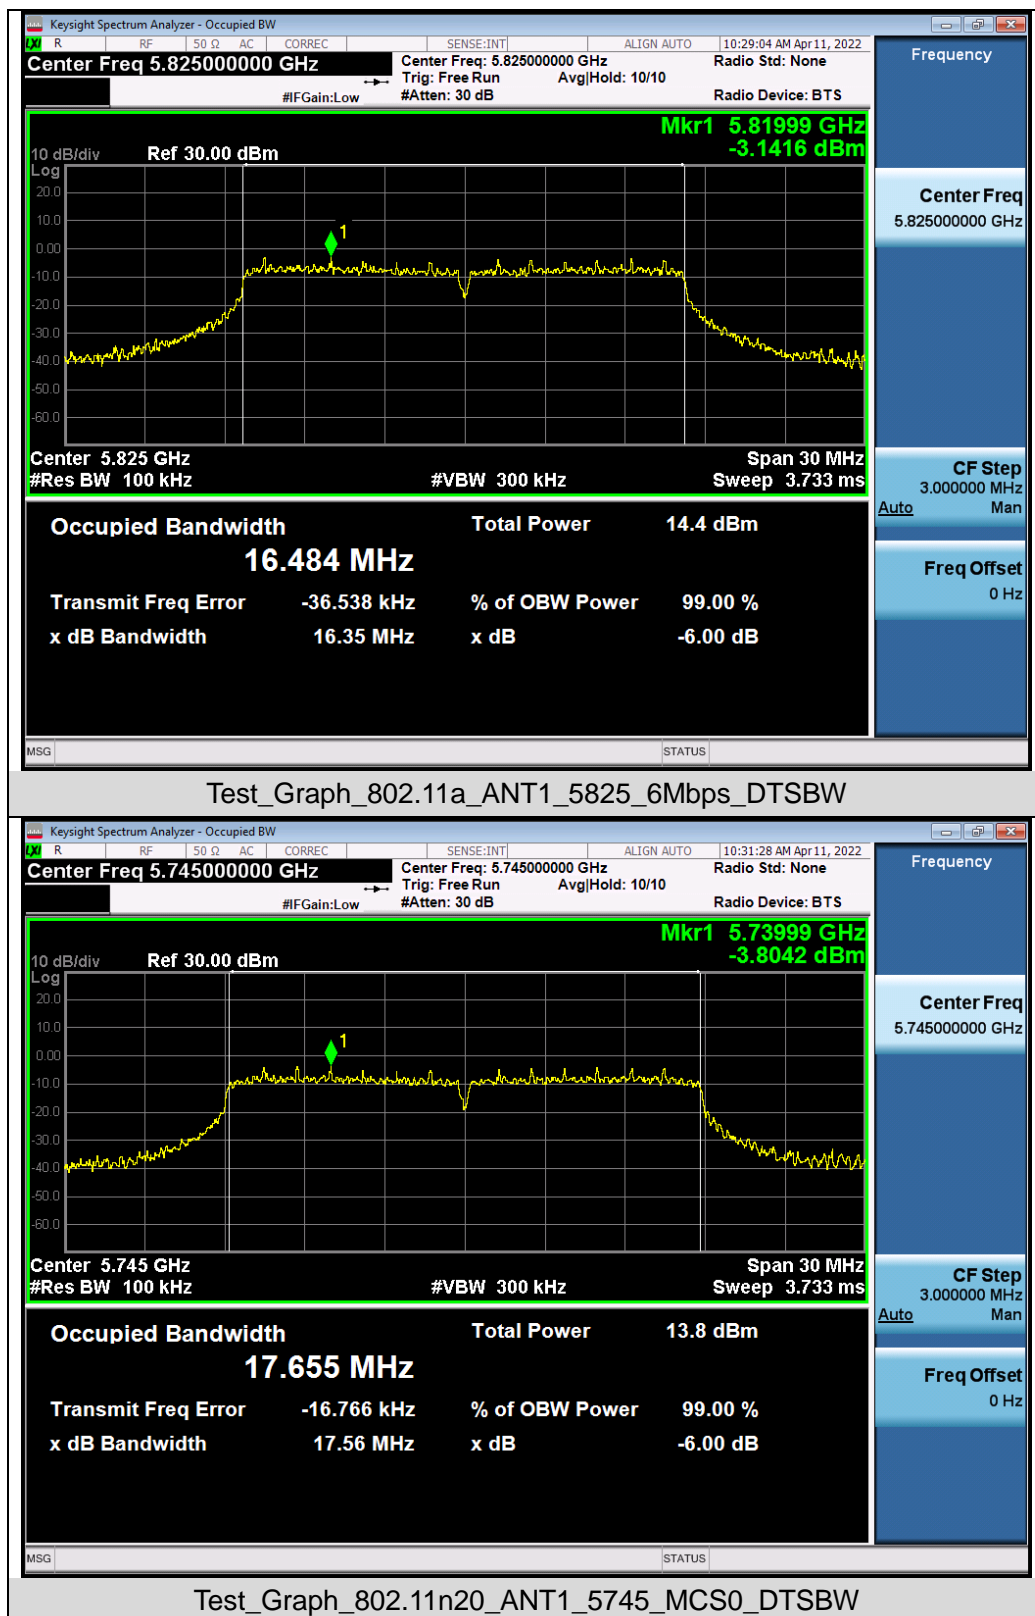 Keysight Spectrum Analyzer - Occupied BW
LXI R RF 50 Ω AC CORREC SENSE:INT ALIGN AUTO 10:29:04 AM Apr 11, 2022
Center Freq 5.825000000 GHz
Center Freq: 5.825000000 GHz
Radio Std: None
Trig: Free Run Avg|Hold: 10/10
#IFGain:Low #Atten: 30 dB Radio Device: BTS
Mkr1 5.81999 GHz
-3.1416 dBm
10 dB/div Ref 30.00 dBm
Log
20.0
10.0
0.00
-10.0
-20.0
-30.0
-40.0
-50.0
-60.0
1
Center 5.825 GHz Span 30 MHz
#Res BW 100 kHz #VBW 300 kHz Sweep 3.733 ms
Occupied Bandwidth Total Power 14.4 dBm
16.484 MHz
Transmit Freq Error -36.538 kHz % of OBW Power 99.00 %
x dB Bandwidth 16.35 MHz x dB -6.00 dB
MSG STATUS
Frequency
Center Freq
5.825000000 GHz
CF Step
3.000000 MHz
Auto Man
Freq Offset
0 Hz
Test_Graph_802.11a_ANT1_5825_6Mbps_DTSBW
Keysight Spectrum Analyzer - Occupied BW
LXI R RF 50 Ω AC CORREC SENSE:INT ALIGN AUTO 10:31:28 AM Apr 11, 2022
Center Freq 5.745000000 GHz
Center Freq: 5.745000000 GHz
Radio Std: None
Trig: Free Run Avg|Hold: 10/10
#IFGain:Low #Atten: 30 dB Radio Device: BTS
Mkr1 5.73999 GHz
-3.8042 dBm
10 dB/div Ref 30.00 dBm
Log
20.0
10.0
0.00
-10.0
-20.0
-30.0
-40.0
-50.0
-60.0
1
Center 5.745 GHz Span 30 MHz
#Res BW 100 kHz #VBW 300 kHz Sweep 3.733 ms
Occupied Bandwidth Total Power 13.8 dBm
17.655 MHz
Transmit Freq Error -16.766 kHz % of OBW Power 99.00 %
x dB Bandwidth 17.56 MHz x dB -6.00 dB
MSG STATUS
Frequency
Center Freq
5.745000000 GHz
CF Step
3.000000 MHz
Auto Man
Freq Offset
0 Hz
Test_Graph_802.11n20_ANT1_5745_MCS0_DTSBW